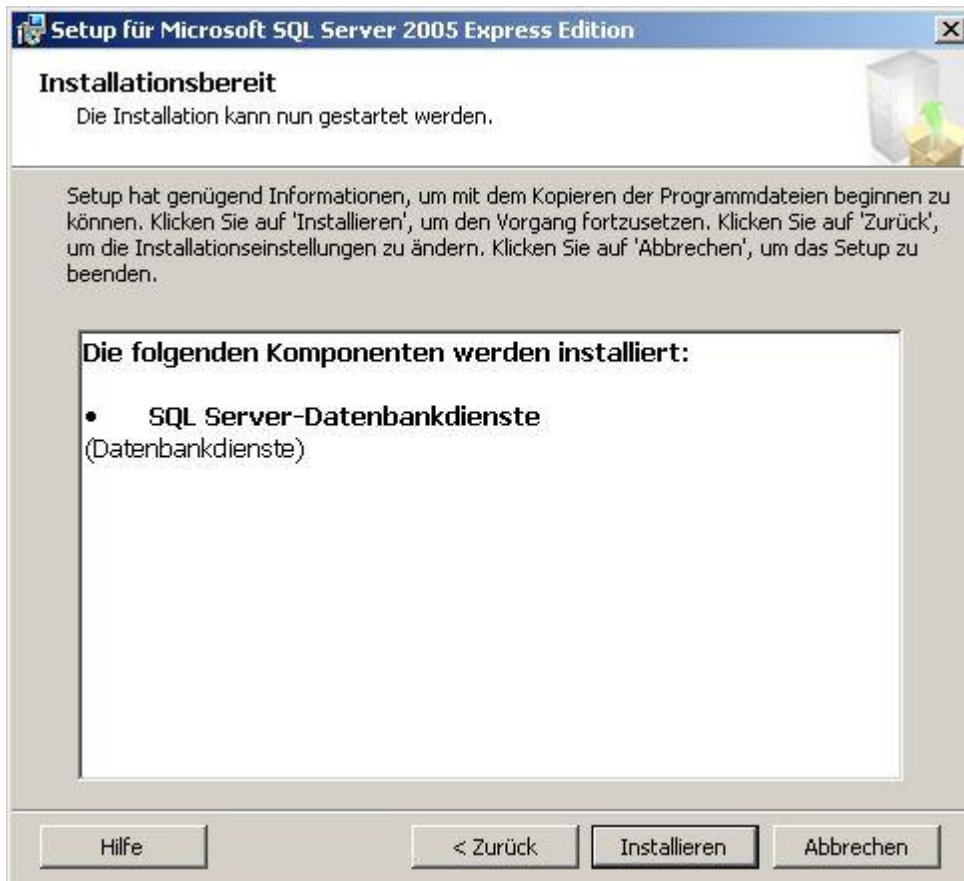 Setup für Microsoft SQL Server 2005 Express Edition
Installationsbereit
Die Installation kann nun gestartet werden.
Setup hat genügend Informationen, um mit dem Kopieren der Programmdateien beginnen zu
können. Klicken Sie auf 'Installieren', um den Vorgang fortzusetzen. Klicken Sie auf 'Zurück',
um die Installationseinstellungen zu ändern. Klicken Sie auf 'Abbrechen', um das Setup zu
beenden.
Die folgenden Komponenten werden installiert:
• SQL Server-Datenbankdienste
(Datenbankdienste)
Hilfe
< Zurück
Installieren
Abbrechen